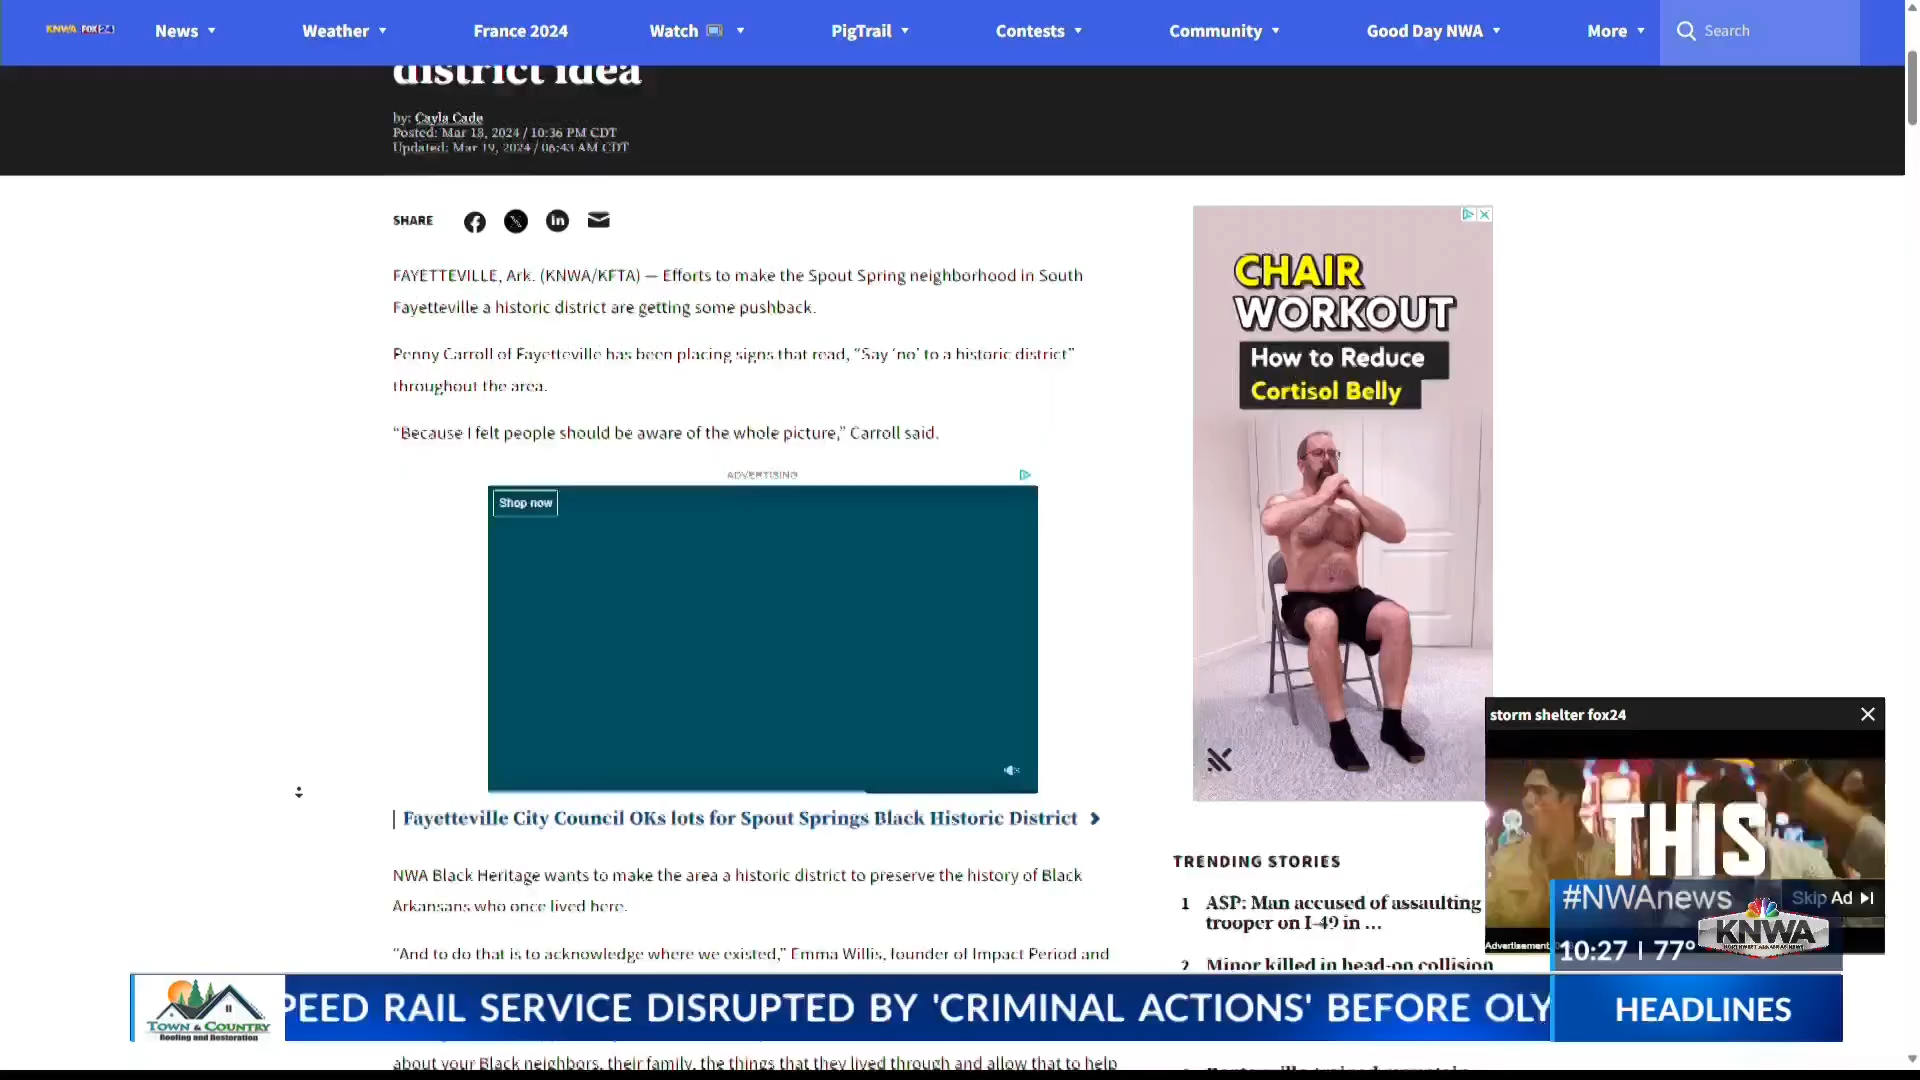 KNWA FOX24
News
Weather
France 2024
Watch
PigTrail
Contests
Community
Good Day NWA
More
Search
district idea
by: Cayla Cade
Posted: Mar 18, 2024 / 10:36 PM CDT
Updated: Mar 19, 2024 / 06:43 AM CDT
SHARE
FAYETTEVILLE, Ark. (KNWA/KFTA) — Efforts to make the Spout Spring neighborhood in South
Fayetteville a historic district are getting some pushback.
Penny Carroll of Fayetteville has been placing signs that read, “Say ‘no’ to a historic district”
throughout the area.
“Because I felt people should be aware of the whole picture,” Carroll said.
ADVERTISING
Shop now
Fayetteville City Council OKs lots for Spout Springs Black Historic District
NWA Black Heritage wants to make the area a historic district to preserve the history of Black
Arkansans who once lived here.
“And to do that is to acknowledge where we existed,” Emma Willis, founder of Impact Period and
about your Black neighbors, their family, the things that they lived through and allow that to help
CHAIR
WORKOUT
How to Reduce
Cortisol Belly
TRENDING STORIES
1 ASP: Man accused of assaulting
trooper on I-49 in ...
2 Minor killed in head-on collision
storm shelter fox24
THIS
Skip Ad
Advertisement
#NWAnews
KNWA
NORTHWEST ARKANSAS NEWS
10:27 | 77°
TOWN & COUNTRY
Roofing and Restoration
PEED RAIL SERVICE DISRUPTED BY 'CRIMINAL ACTIONS' BEFORE OLY
HEADLINES